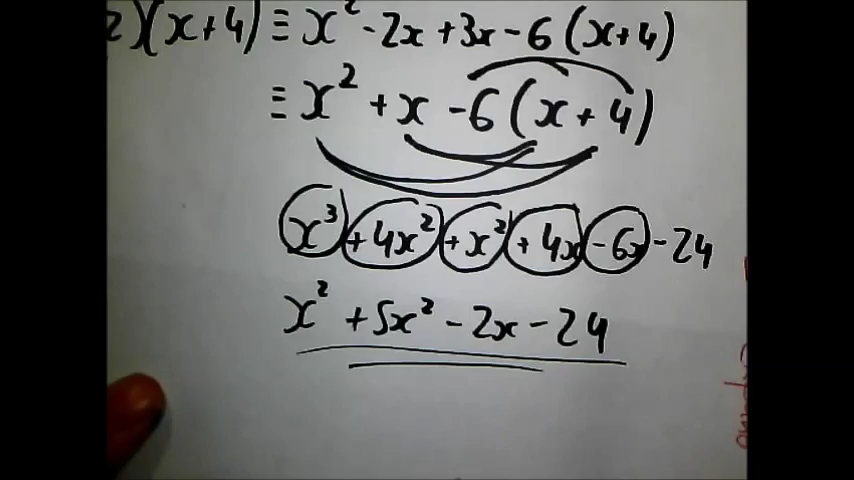 2)(x+4) ≡ x² - 2x + 3x - 6 (x+4)
≡ x² + x - 6 (x + 4)
x³ + 4x² + x² + 4x - 6x - 24
x² + 5x² - 2x - 24